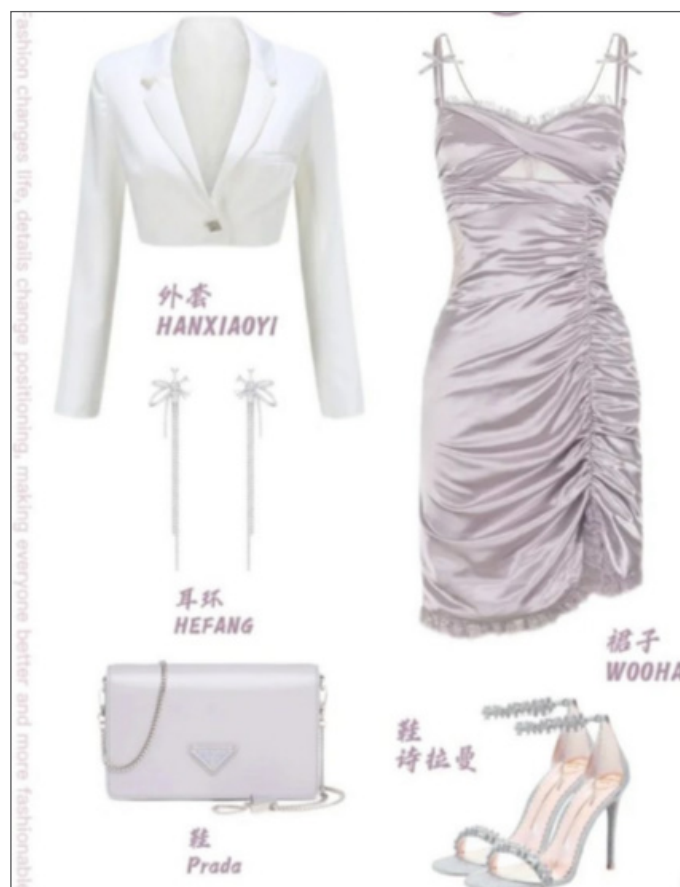 Fashion changes life, details change positioning, making everyone better and more fashionable
外套
HANXIAOYI
耳环
HEFANG
裙子
WOOHA
鞋
诗拉曼
鞋
Prada